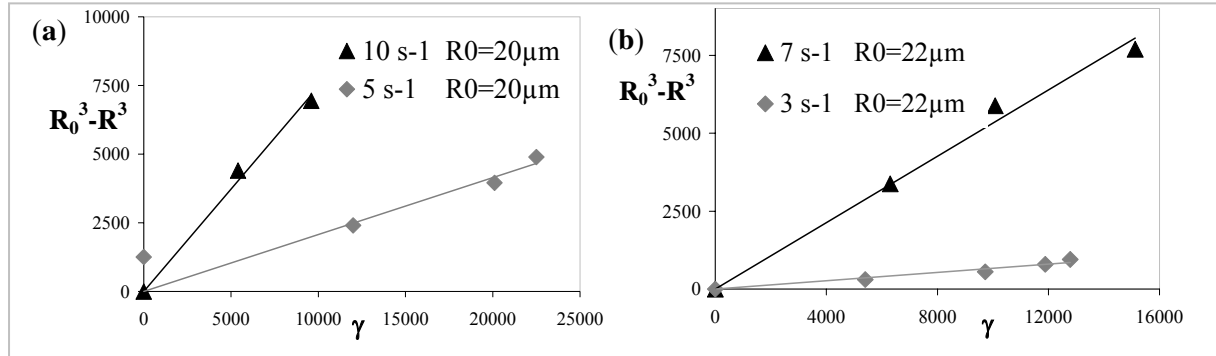 (a)
10000
7500
5000
2500
0
R₀³-R³
▲ 10 s-1 R0=20µm
◆ 5 s-1 R0=20µm
0 5000 10000 15000 20000 25000
γ
(b)
7500
5000
2500
0
R₀³-R³
▲ 7 s-1 R0=22µm
◆ 3 s-1 R0=22µm
0 4000 8000 12000 16000
γ